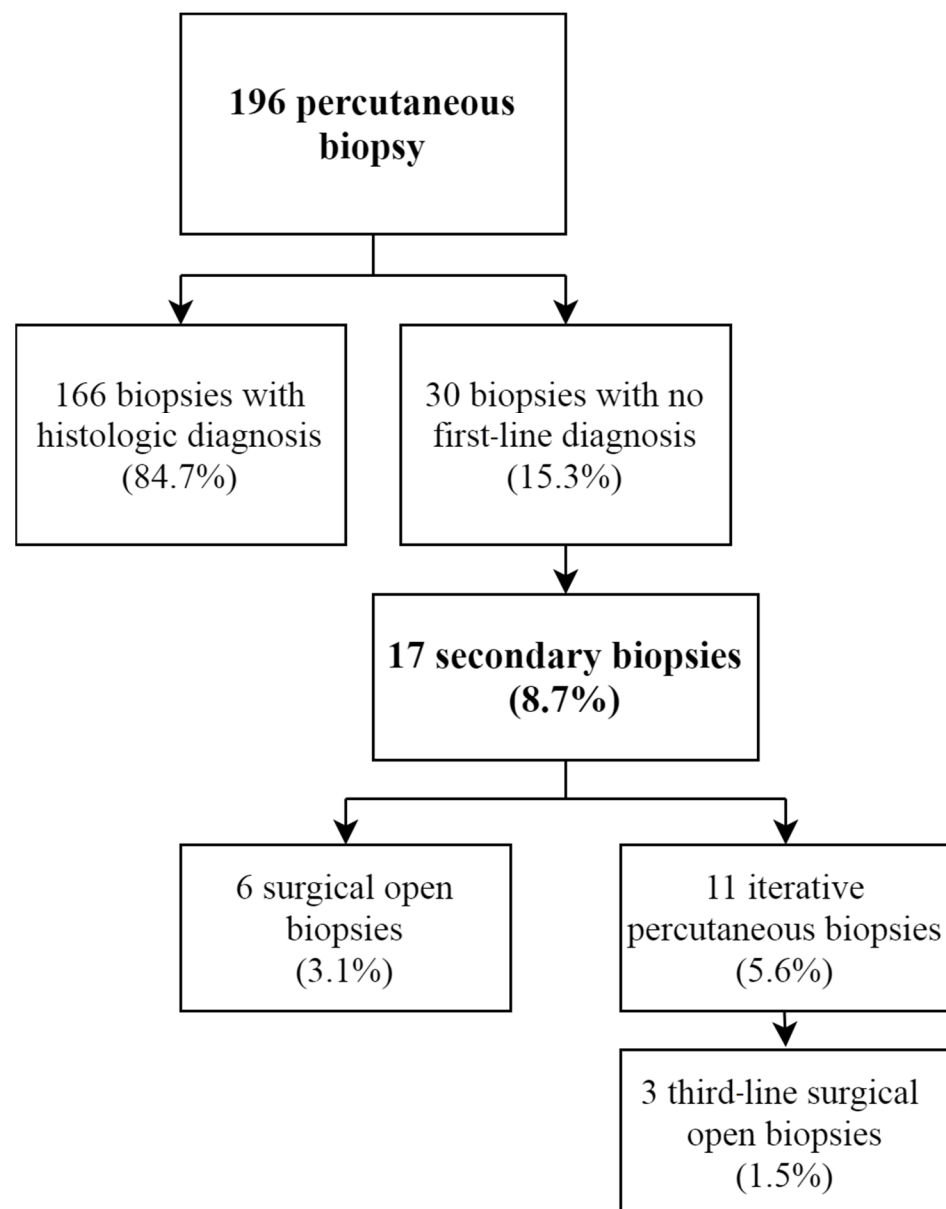 196 percutaneous
biopsy
166 biopsies with
histologic diagnosis
(84.7%)
30 biopsies with no
first-line diagnosis
(15.3%)
17 secondary biopsies
(8.7%)
6 surgical open
biopsies
(3.1%)
11 iterative
percutaneous biopsies
(5.6%)
3 third-line surgical
open biopsies
(1.5%)